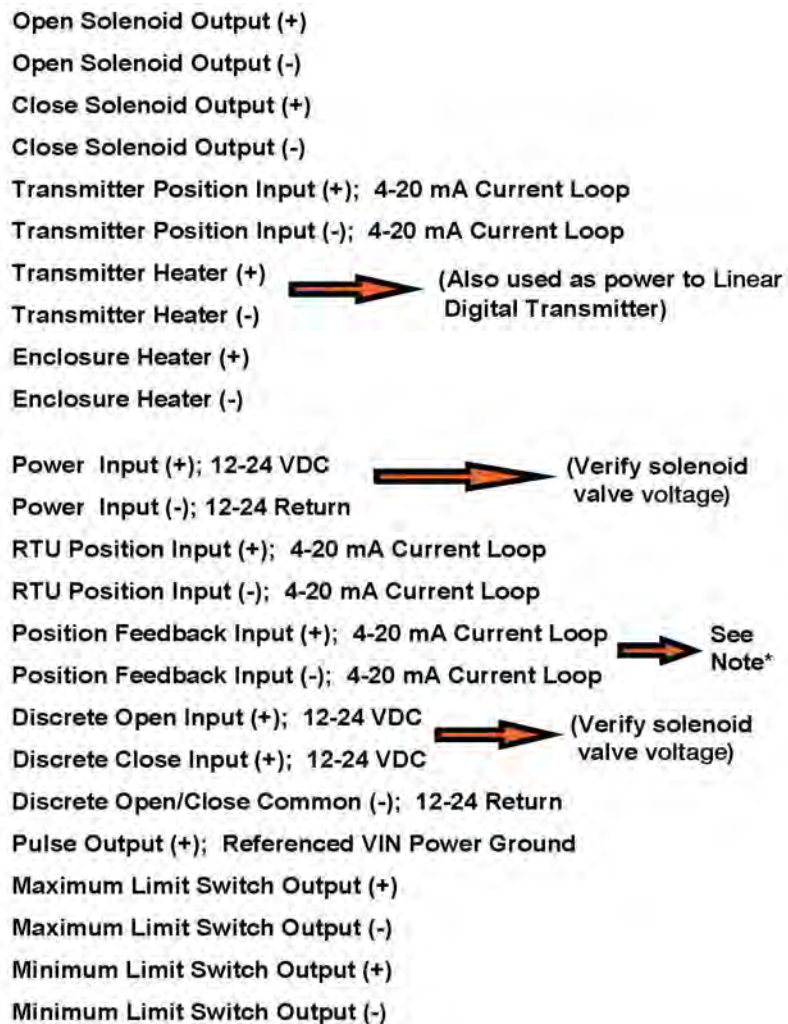 Open Solenoid Output (+)
Open Solenoid Output (-)
Close Solenoid Output (+)
Close Solenoid Output (-)
Transmitter Position Input (+); 4-20 mA Current Loop
Transmitter Position Input (-); 4-20 mA Current Loop
Transmitter Heater (+)
(Also used as power to Linear
Digital Transmitter)
Transmitter Heater (-)
Enclosure Heater (+)
Enclosure Heater (-)
Power Input (+); 12-24 VDC
(Verify solenoid
valve voltage)
Power Input (-); 12-24 Return
RTU Position Input (+); 4-20 mA Current Loop
RTU Position Input (-); 4-20 mA Current Loop
Position Feedback Input (+); 4-20 mA Current Loop
See
Note*
Position Feedback Input (-); 4-20 mA Current Loop
Discrete Open Input (+); 12-24 VDC
(Verify solenoid
valve voltage)
Discrete Close Input (+); 12-24 VDC
Discrete Open/Close Common (-); 12-24 Return
Pulse Output (+); Referenced VIN Power Ground
Maximum Limit Switch Output (+)
Maximum Limit Switch Output (-)
Minimum Limit Switch Output (+)
Minimum Limit Switch Output (-)